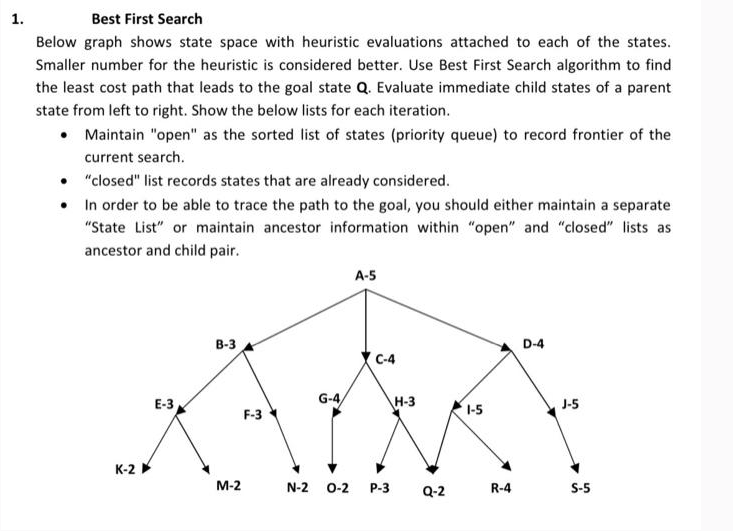 1. Best First Search
Below graph shows state space with heuristic evaluations attached to each of the states.
Smaller number for the heuristic is considered better. Use Best First Search algorithm to find
the least cost path that leads to the goal state Q. Evaluate immediate child states of a parent
state from left to right. Show the below lists for each iteration.
• Maintain "open" as the sorted list of states (priority queue) to record frontier of the
current search.
• “closed" list records states that are already considered.
• In order to be able to trace the path to the goal, you should either maintain a separate
“State List” or maintain ancestor information within “open” and “closed” lists as
ancestor and child pair.
A-5
B-3
C-4
D-4
E-3
F-3
G-4
H-3
I-5
J-5
K-2
M-2
N-2
O-2
P-3
Q-2
R-4
S-5